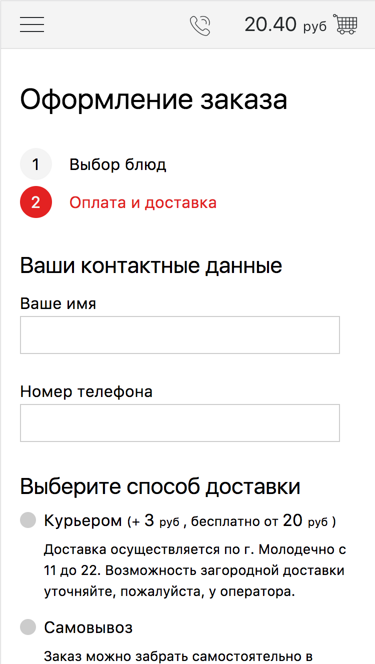 20.40 руб
Оформление заказа
1 Выбор блюд
2 Оплата и доставка
Ваши контактные данные
Ваше имя
Номер телефона
Выберите способ доставки
Курьером (+ 3 руб , бесплатно от 20 руб )
Доставка осуществляется по г. Молодечно с
11 до 22. Возможность загородной доставки
уточняйте, пожалуйста, у оператора.
Самовывоз
Заказ можно забрать самостоятельно в